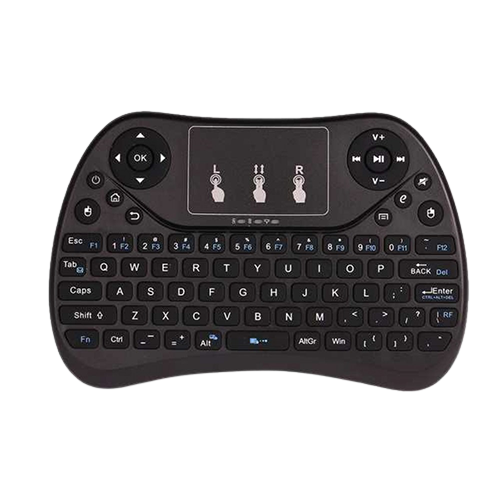 V+
OK
V-
L R
Esc F1 1 F2 2 F3 3 F4 4 F5 5 F6 6 F7 7 F8 8 F9 9 F10 0 F11 F12
Tab Q W E R T Y U I O P BACK Del
Caps A S D F G H J K L : ; Enter
CTRL+ALT+DEL
Shift Z X C V B N M < , > . ? / ! RF
Fn Ctrl _ - + = Alt AltGr Win { [ } ]